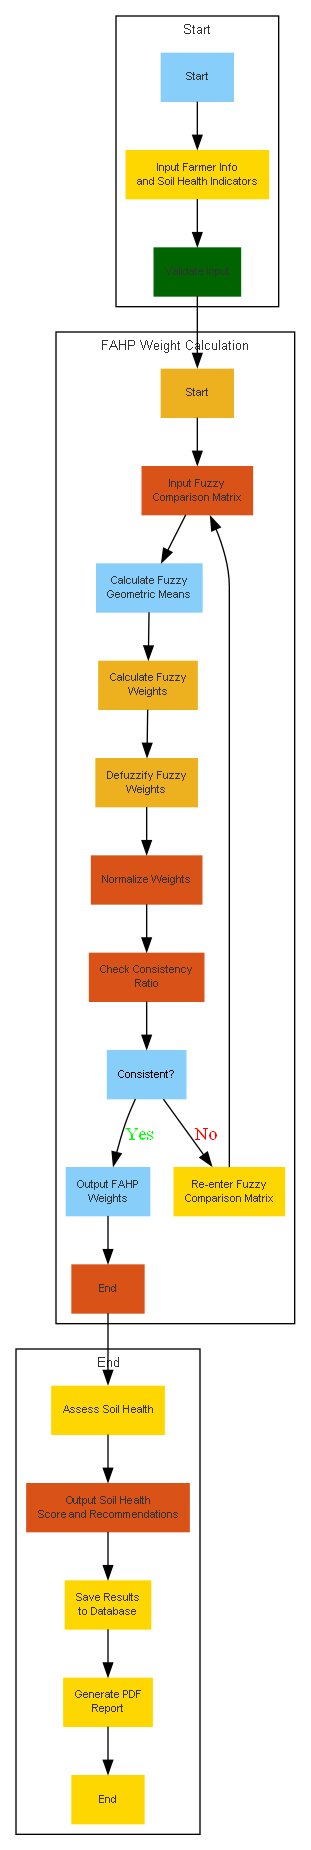 Start
Start
Input Farmer Info
and Soil Health Indicators
Validate Input
FAHP Weight Calculation
Start
Input Fuzzy
Comparison Matrix
Calculate Fuzzy
Geometric Means
Calculate Fuzzy
Weights
Defuzzify Fuzzy
Weights
Normalize Weights
Check Consistency
Ratio
Consistent?
Yes
No
Output FAHP
Weights
Re-enter Fuzzy
Comparison Matrix
End
End
Assess Soil Health
Output Soil Health
Score and Recommendations
Save Results
to Database
Generate PDF
Report
End